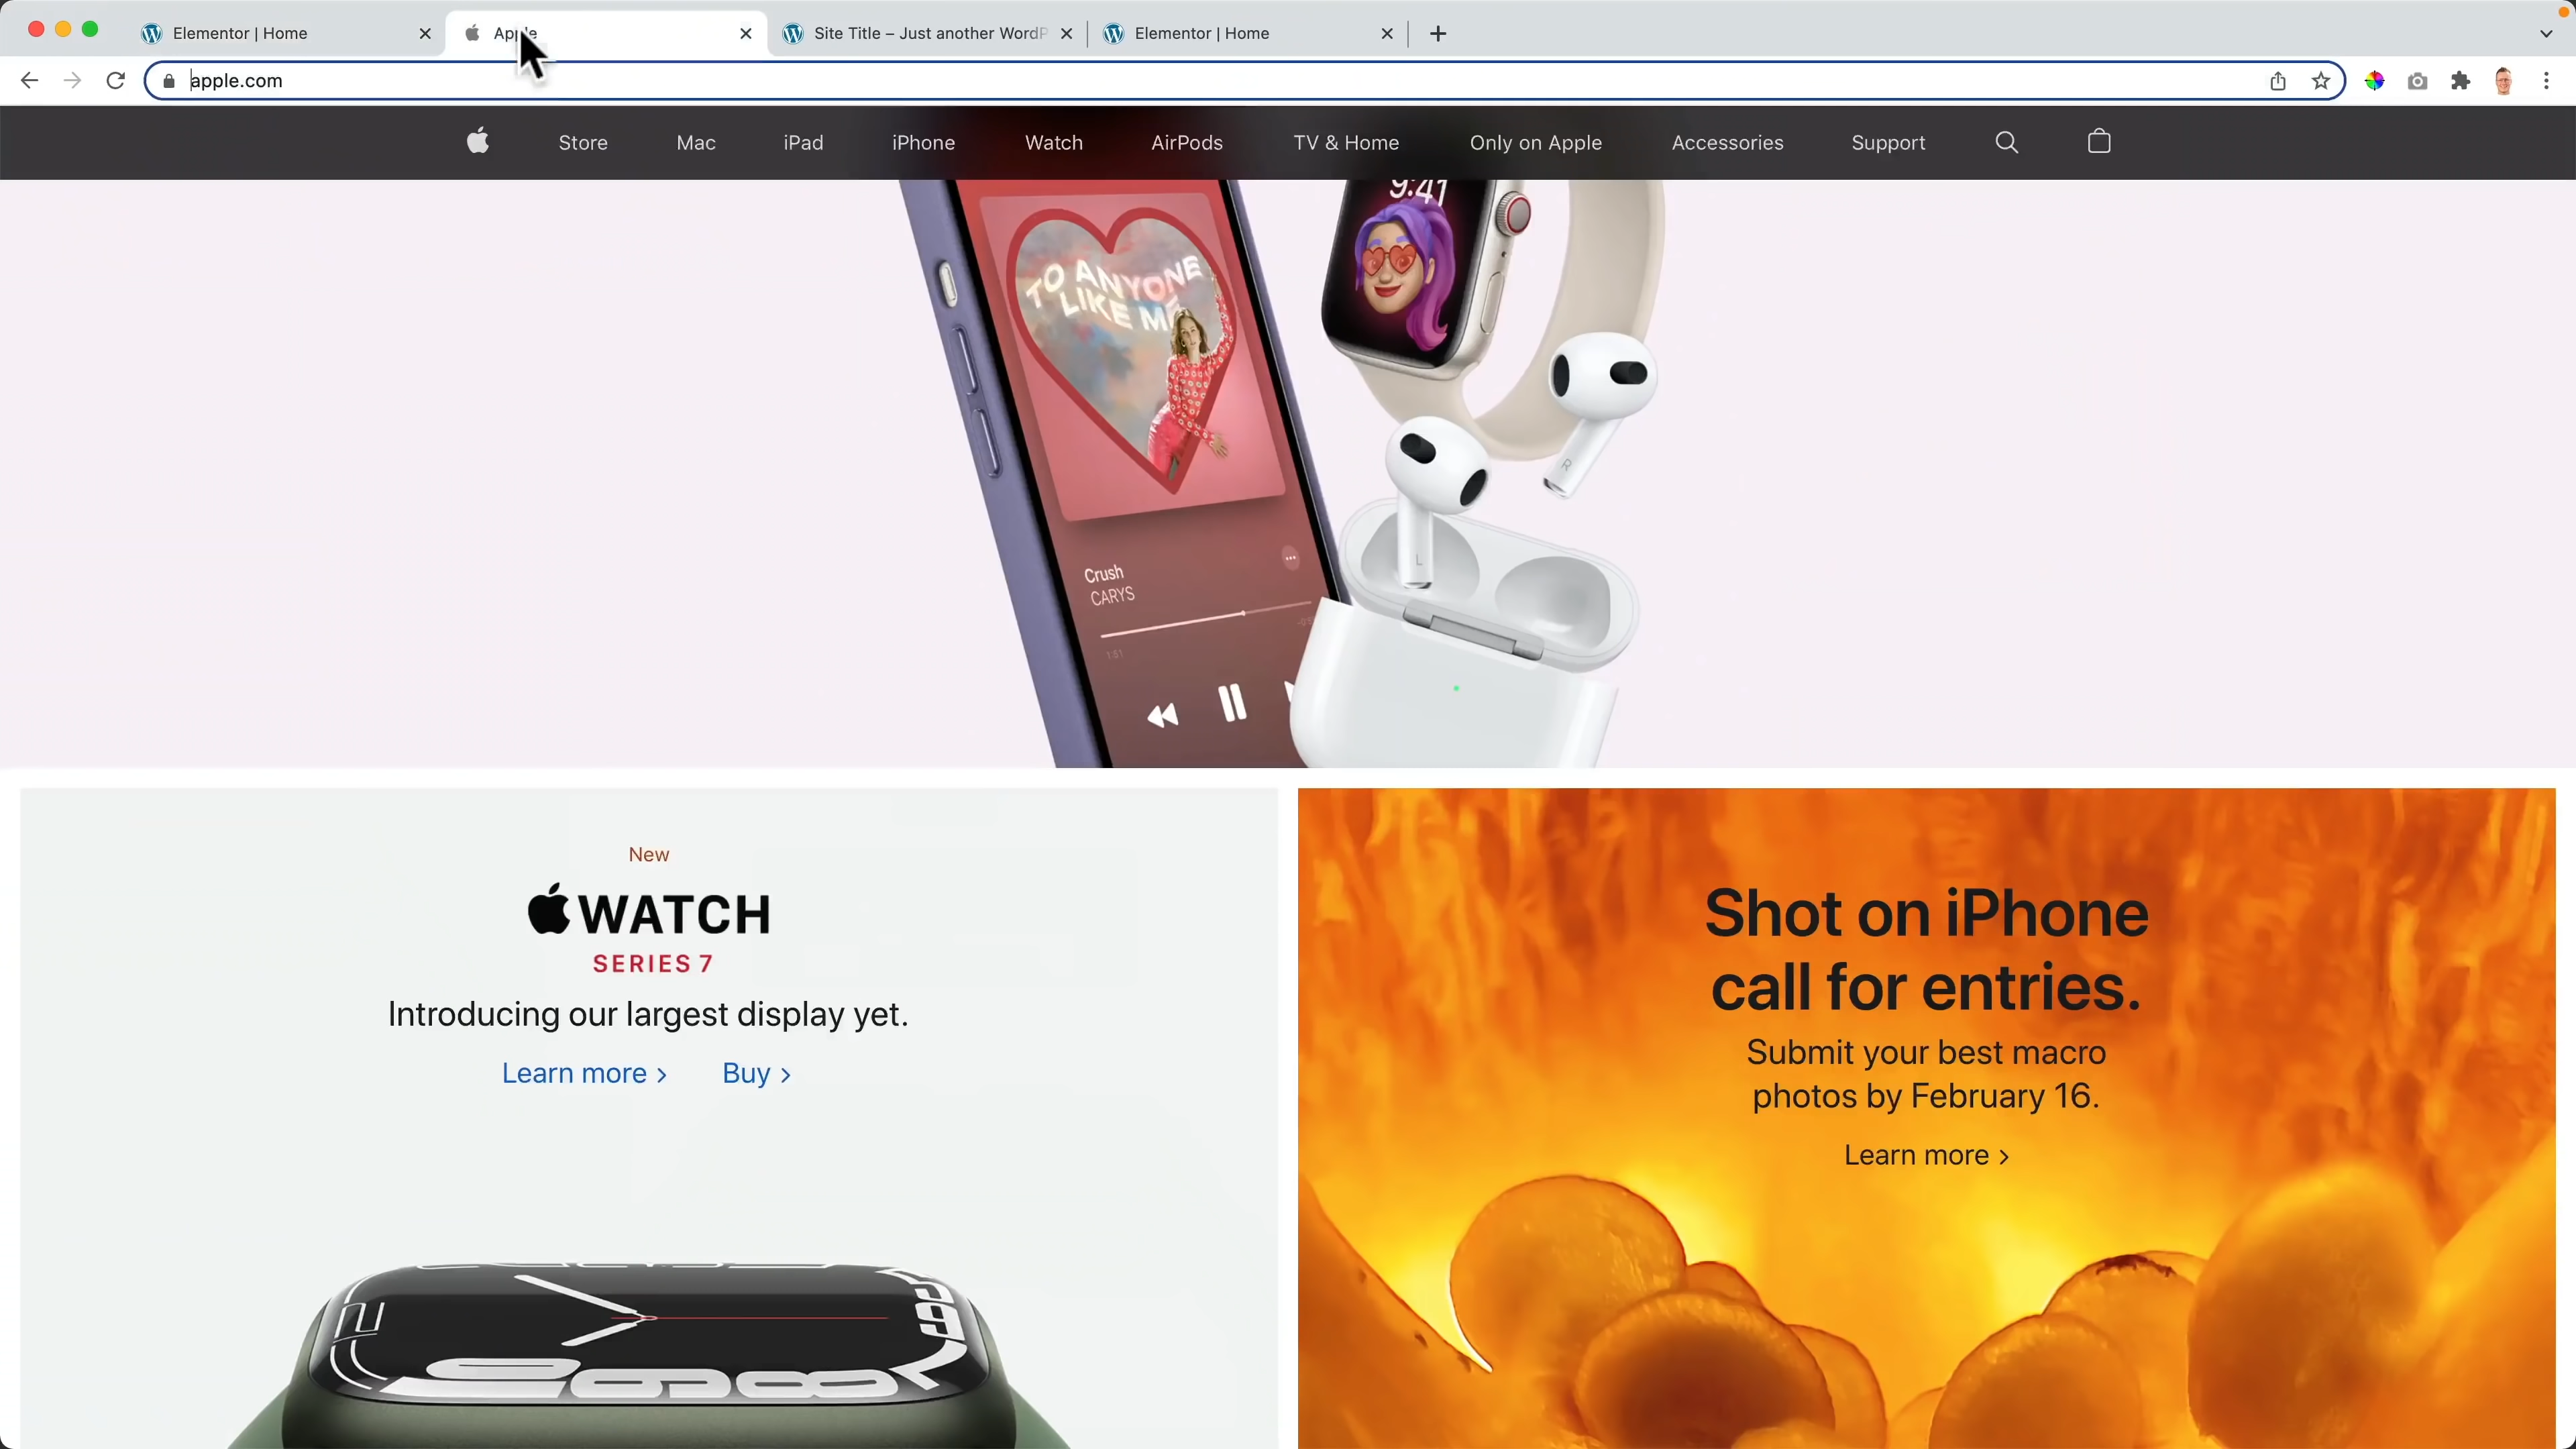 Elementor | Home
Apple
Site Title – Just another WordP
Elementor | Home
apple.com
Store
Mac
iPad
iPhone
Watch
AirPods
TV & Home
Only on Apple
Accessories
Support
9:41
TO ANYONE
LIKE ME
R
L
Crush
CARYS
1:51
New
WATCH
SERIES 7
Introducing our largest display yet.
Learn more >
Buy >
Shot on iPhone
call for entries.
Submit your best macro
photos by February 16.
Learn more >